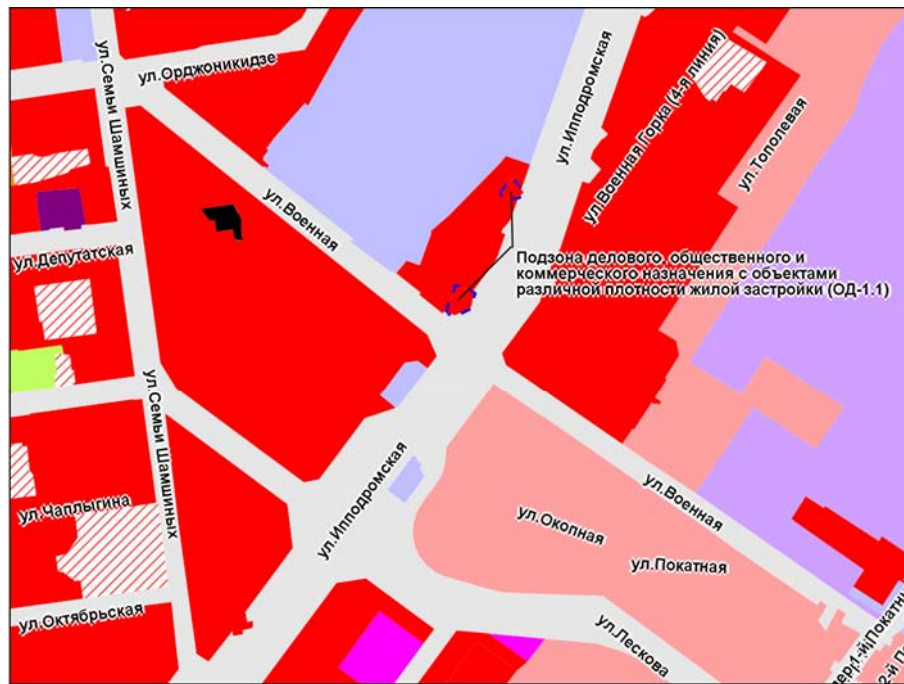 ул.Семьи Шамшиных
ул.Орджоникидзе
ул.Ипподромская
ул.Военная Горка (4-я линия)
ул.Тополевая
ул.Военная
ул.Депутатская
Подзона делового, общественного и
коммерческого назначения с объектами
различной плотности жилой застройки (ОД-1.1)
ул.Семьи Шамшиных
ул.Ипподромская
ул.Военная
ул.Чаплыгина
ул.Окопная
ул.Покатная
ул.Октябрьская
ул.Лескова